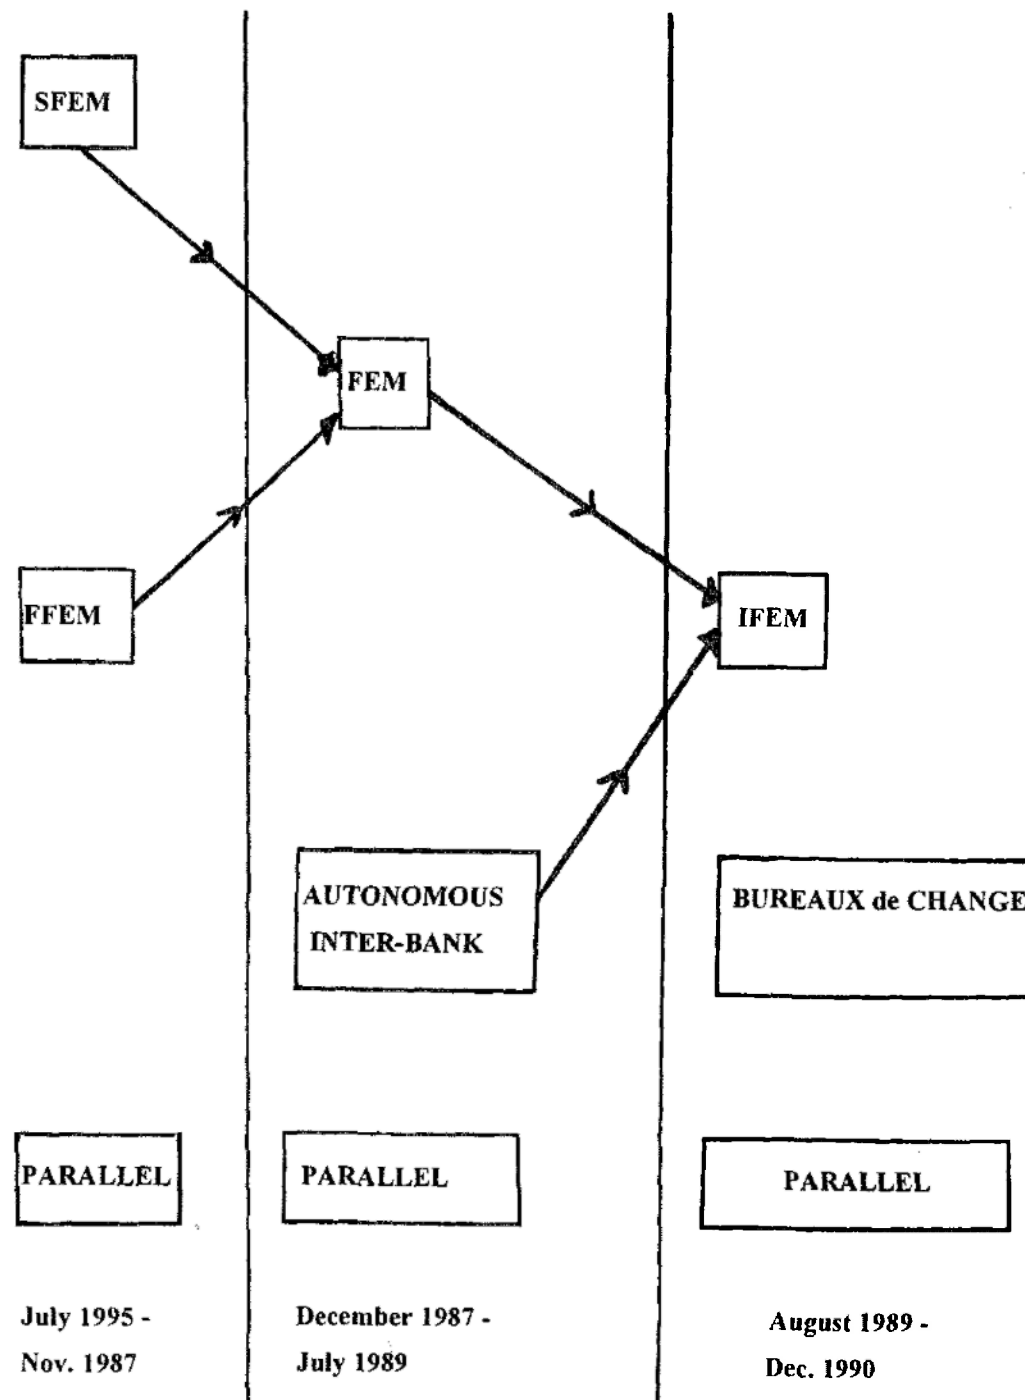 SFEM
FEM
FFEM
IFEM
AUTONOMOUS
INTER-BANK
BUREAUX de CHANGE
PARALLEL
PARALLEL
PARALLEL
July 1995 -
Nov. 1987
December 1987 -
July 1989
August 1989 -
Dec. 1990